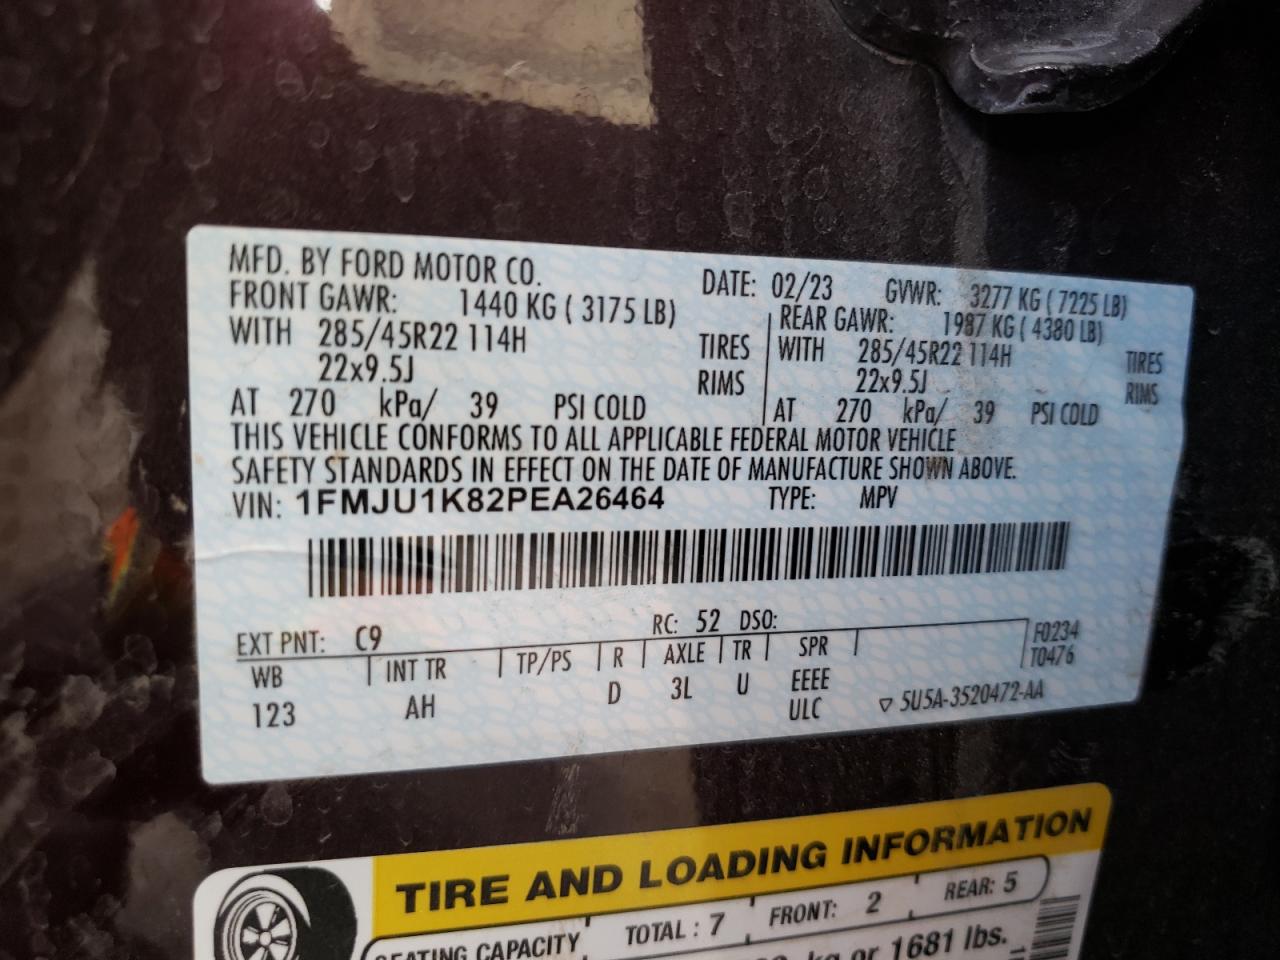 MFD. BY FORD MOTOR CO. DATE: 02/23 GVWR: 3277 KG ( 7225 LB)
FRONT GAWR: 1440 KG ( 3175 LB) REAR GAWR: 1987 KG ( 4380 LB)
WITH 285/45R22 114H TIRES WITH 285/45R22 114H TIRES
22x9.5J RIMS 22x9.5J RIMS
AT 270 kPa/ 39 PSI COLD AT 270 kPa/ 39 PSI COLD
THIS VEHICLE CONFORMS TO ALL APPLICABLE FEDERAL MOTOR VEHICLE
SAFETY STANDARDS IN EFFECT ON THE DATE OF MANUFACTURE SHOWN ABOVE.
VIN: 1FMJU1K82PEA26464 TYPE: MPV
EXT PNT: C9 RC: 52 DSO: F0234
WB INT TR TP/PS R AXLE TR SPR T0476
123 AH D 3L U EEEE
ULC ▽ 5U5A-3520472-AA
TIRE AND LOADING INFORMATION
SEATING CAPACITY TOTAL : 7 FRONT: 2 REAR: 5
kg or 1681 lbs.